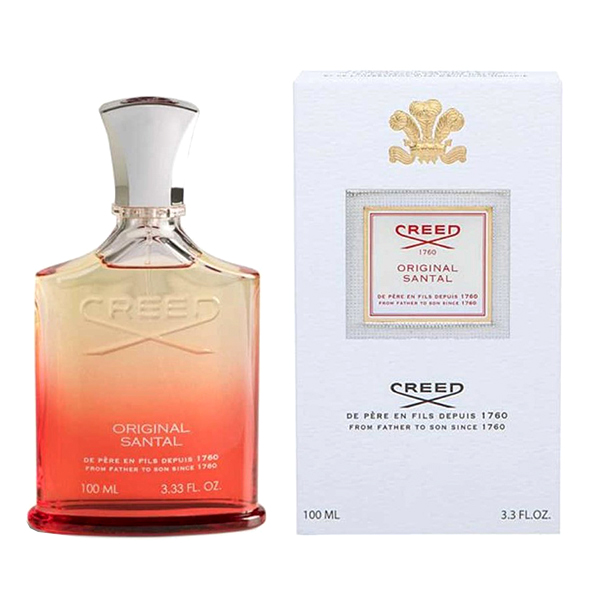 CREED
ORIGINAL
SANTAL
DE PÈRE EN FILS DEPUIS 1760
FROM FATHER TO SON SINCE 1760
100 ML 3.33 FL. OZ.
CREED
1760
ORIGINAL
SANTAL
DE PÈRE EN FILS DEPUIS 1760
FROM FATHER TO SON SINCE 1760
CREED
DE PÈRE EN FILS DEPUIS 1760
FROM FATHER TO SON SINCE 1760
100 ML 3.3 FL.OZ.